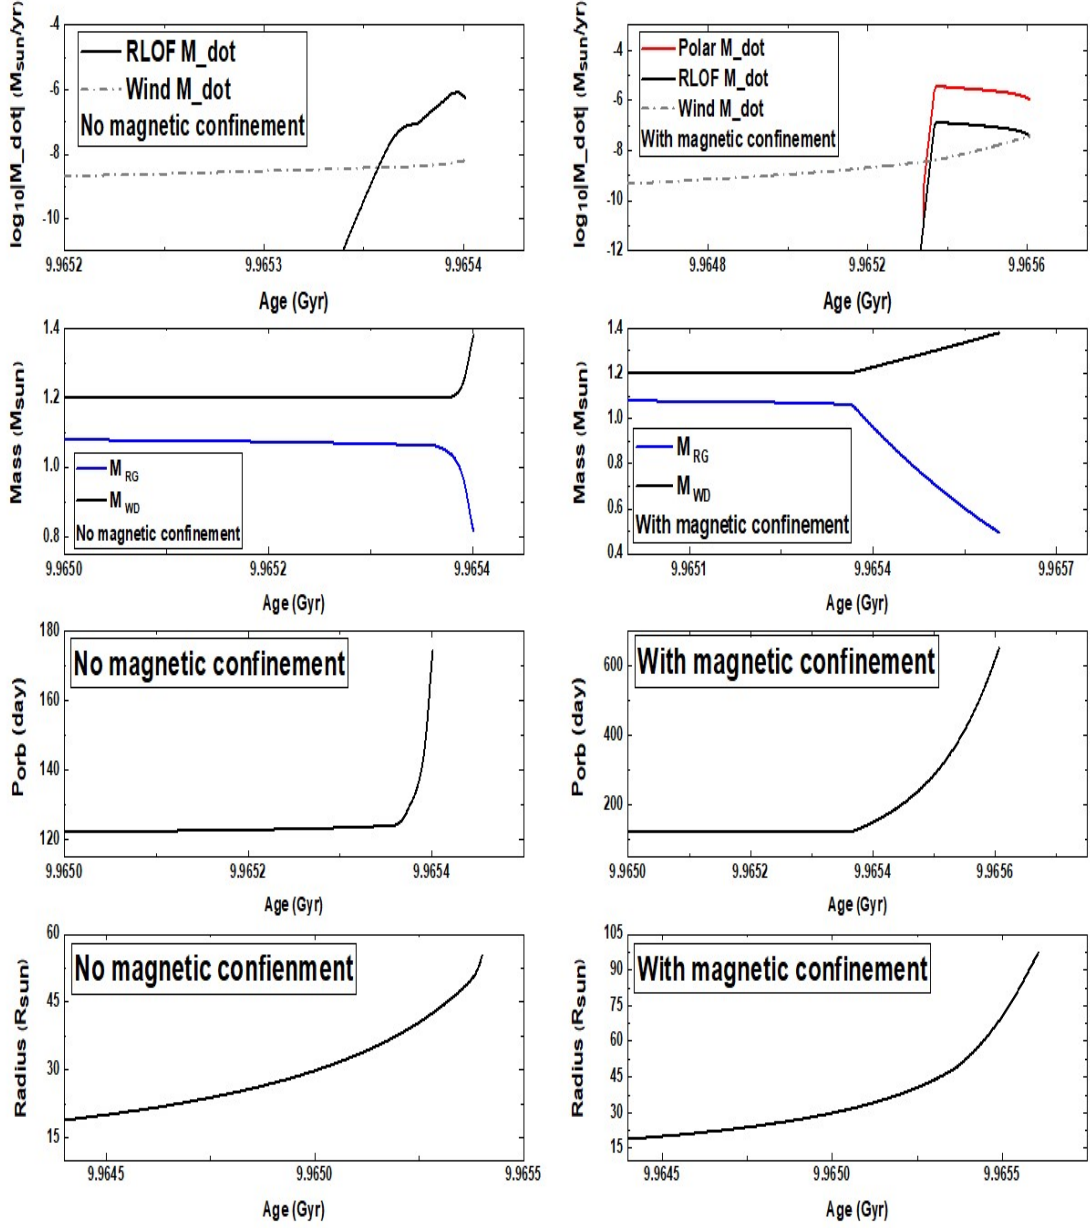 -4
-6
-8
-10
log10|M_dot| (Msun/yr)
RLOF M_dot
Wind M_dot
No magnetic confinement
9.9652 9.9653 9.9654
Age (Gyr)
-4
-6
-8
-10
-12
log10|M_dot| (Msun/yr)
Polar M_dot
RLOF M_dot
Wind M_dot
With magnetic confinement
9.9648 9.9652 9.9656
Age (Gyr)
1.4
1.2
1.0
0.8
Mass (Msun)
M RG
M WD
No magnetic confinement
9.9650 9.9652 9.9654
Age (Gyr)
1.4
1.2
1.0
0.8
0.6
0.4
Mass (Msun)
M RG
M WD
With magnetic confinement
9.9651 9.9654 9.9657
Age (Gyr)
180
160
140
120
Porb (day)
No magnetic confinement
9.9650 9.9652 9.9654
Age (Gyr)
600
400
200
Porb (day)
With magnetic confinement
9.9650 9.9652 9.9654 9.9656
Age (Gyr)
60
45
30
15
Radius (Rsun)
No magnetic confienment
9.9645 9.9650 9.9655
Age (Gyr)
105
90
75
60
45
30
15
Radius (Rsun)
With magnetic confinement
9.9645 9.9650 9.9655
Age (Gyr)